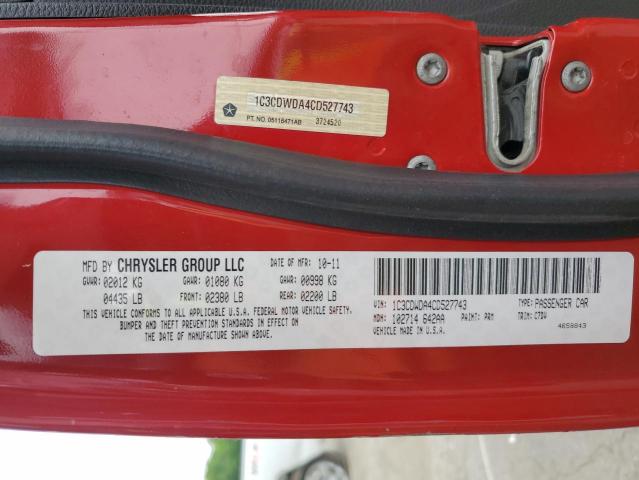 1C3CDWDA4CD527743
PT. NO. 05116471AB 3724520
MFD BY CHRYSLER GROUP LLC DATE OF MFR: 10-11
GVWR: 02012 KG GAWR: 01080 KG GAWR: 00998 KG
04435 LB FRONT: 02380 LB REAR: 02200 LB
THIS VEHICLE CONFORMS TO ALL APPLICABLE U.S.A. FEDERAL MOTOR VEHICLE SAFETY,
BUMPER AND THEFT PREVENTION STANDARDS IN EFFECT ON
THE DATE OF MANUFACTURE SHOWN ABOVE.
VIN: 1C3CDWDA4CD527743 TYPE: PASSENGER CAR
MDH: 102714 642AA PAINT: PRM TRIM: C7DV
VEHICLE MADE IN U.S.A. 4658843